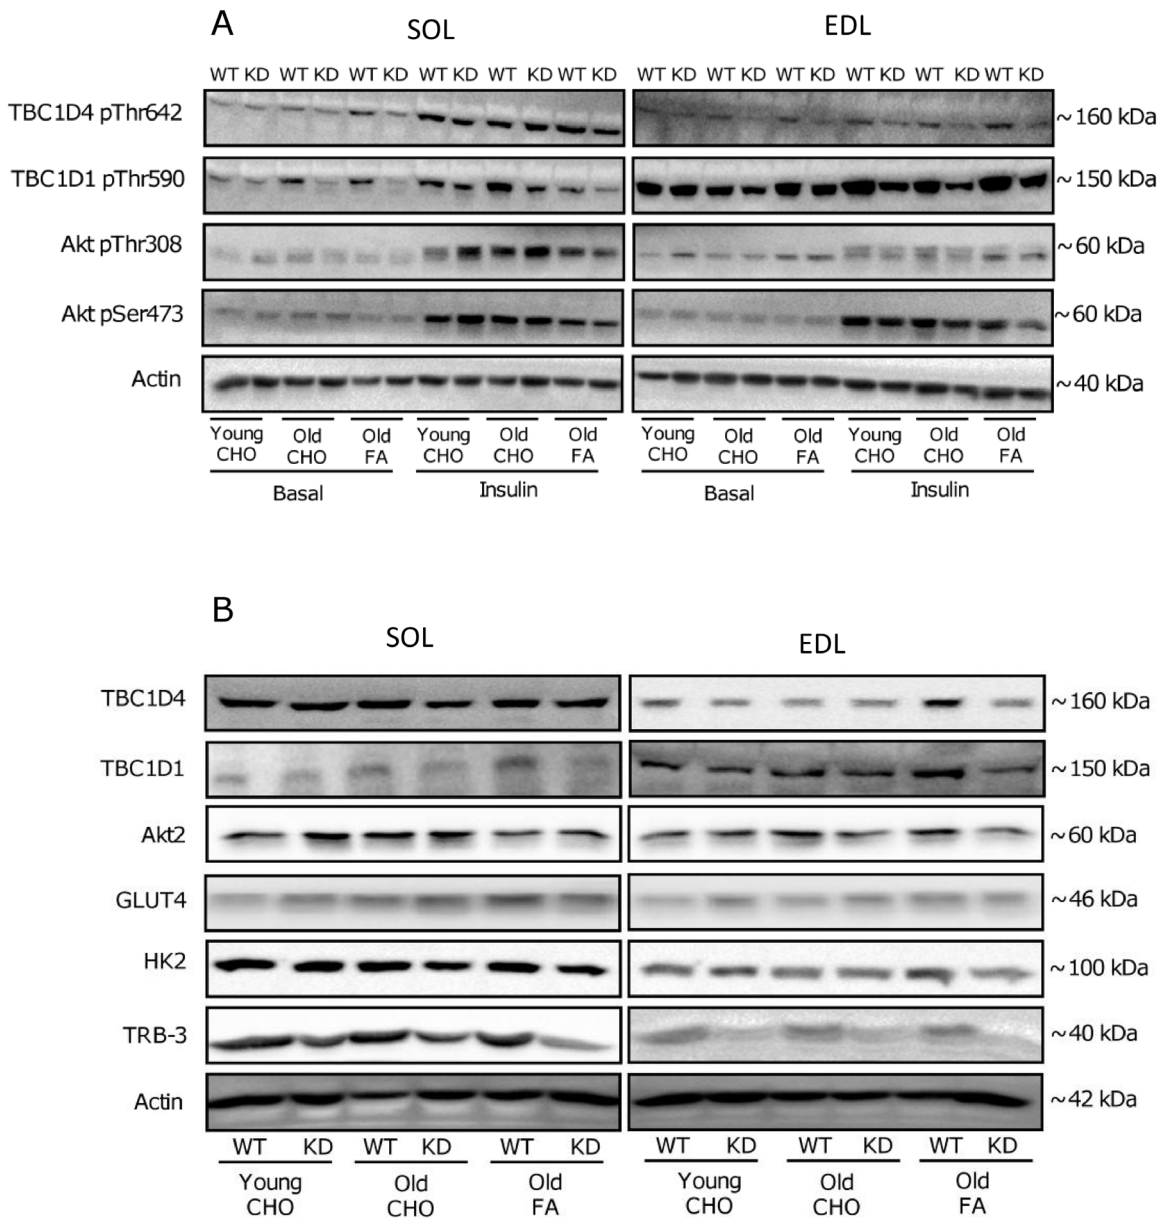 A
SOL
EDL
WT KD WT KD WT KD WT KD WT KD WT KD
WT KD WT KD WT KD WT KD WT KD WT KD
TBC1D4 pThr642
~160 kDa
TBC1D1 pThr590
~150 kDa
Akt pThr308
~60 kDa
Akt pSer473
~60 kDa
Actin
~40 kDa
Young Old Old Young Old Old
CHO CHO FA CHO CHO FA
Basal Insulin
Young Old Old Young Old Old
CHO CHO FA CHO CHO FA
Basal Insulin
B
SOL
EDL
TBC1D4
~160 kDa
TBC1D1
~150 kDa
Akt2
~60 kDa
GLUT4
~46 kDa
HK2
~100 kDa
TRB-3
~40 kDa
Actin
~42 kDa
WT KD WT KD WT KD
Young Old Old
CHO CHO FA
WT KD WT KD WT KD
Young Old Old
CHO CHO FA